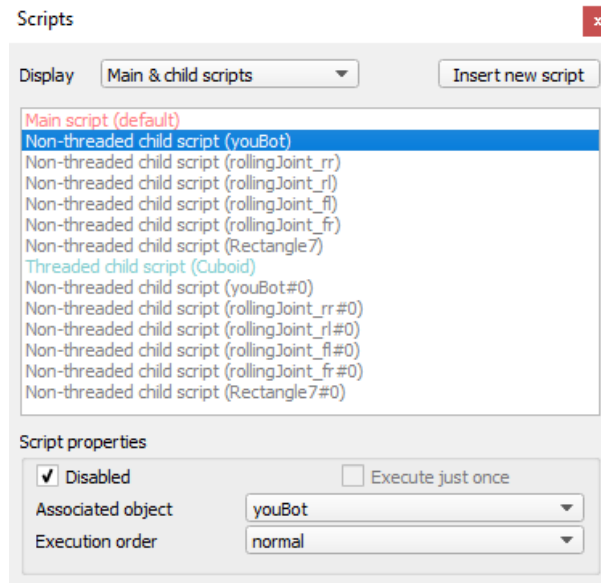 Scripts
x
Display Main & child scripts Insert new script
Main script (default)
Non-threaded child script (youBot)
Non-threaded child script (rollingJoint_rr)
Non-threaded child script (rollingJoint_rl)
Non-threaded child script (rollingJoint_fl)
Non-threaded child script (rollingJoint_fr)
Non-threaded child script (Rectangle7)
Threaded child script (Cuboid)
Non-threaded child script (youBot#0)
Non-threaded child script (rollingJoint_rr#0)
Non-threaded child script (rollingJoint_rl#0)
Non-threaded child script (rollingJoint_fl#0)
Non-threaded child script (rollingJoint_fr#0)
Non-threaded child script (Rectangle7#0)
Script properties
Disabled Execute just once
Associated object youBot
Execution order normal